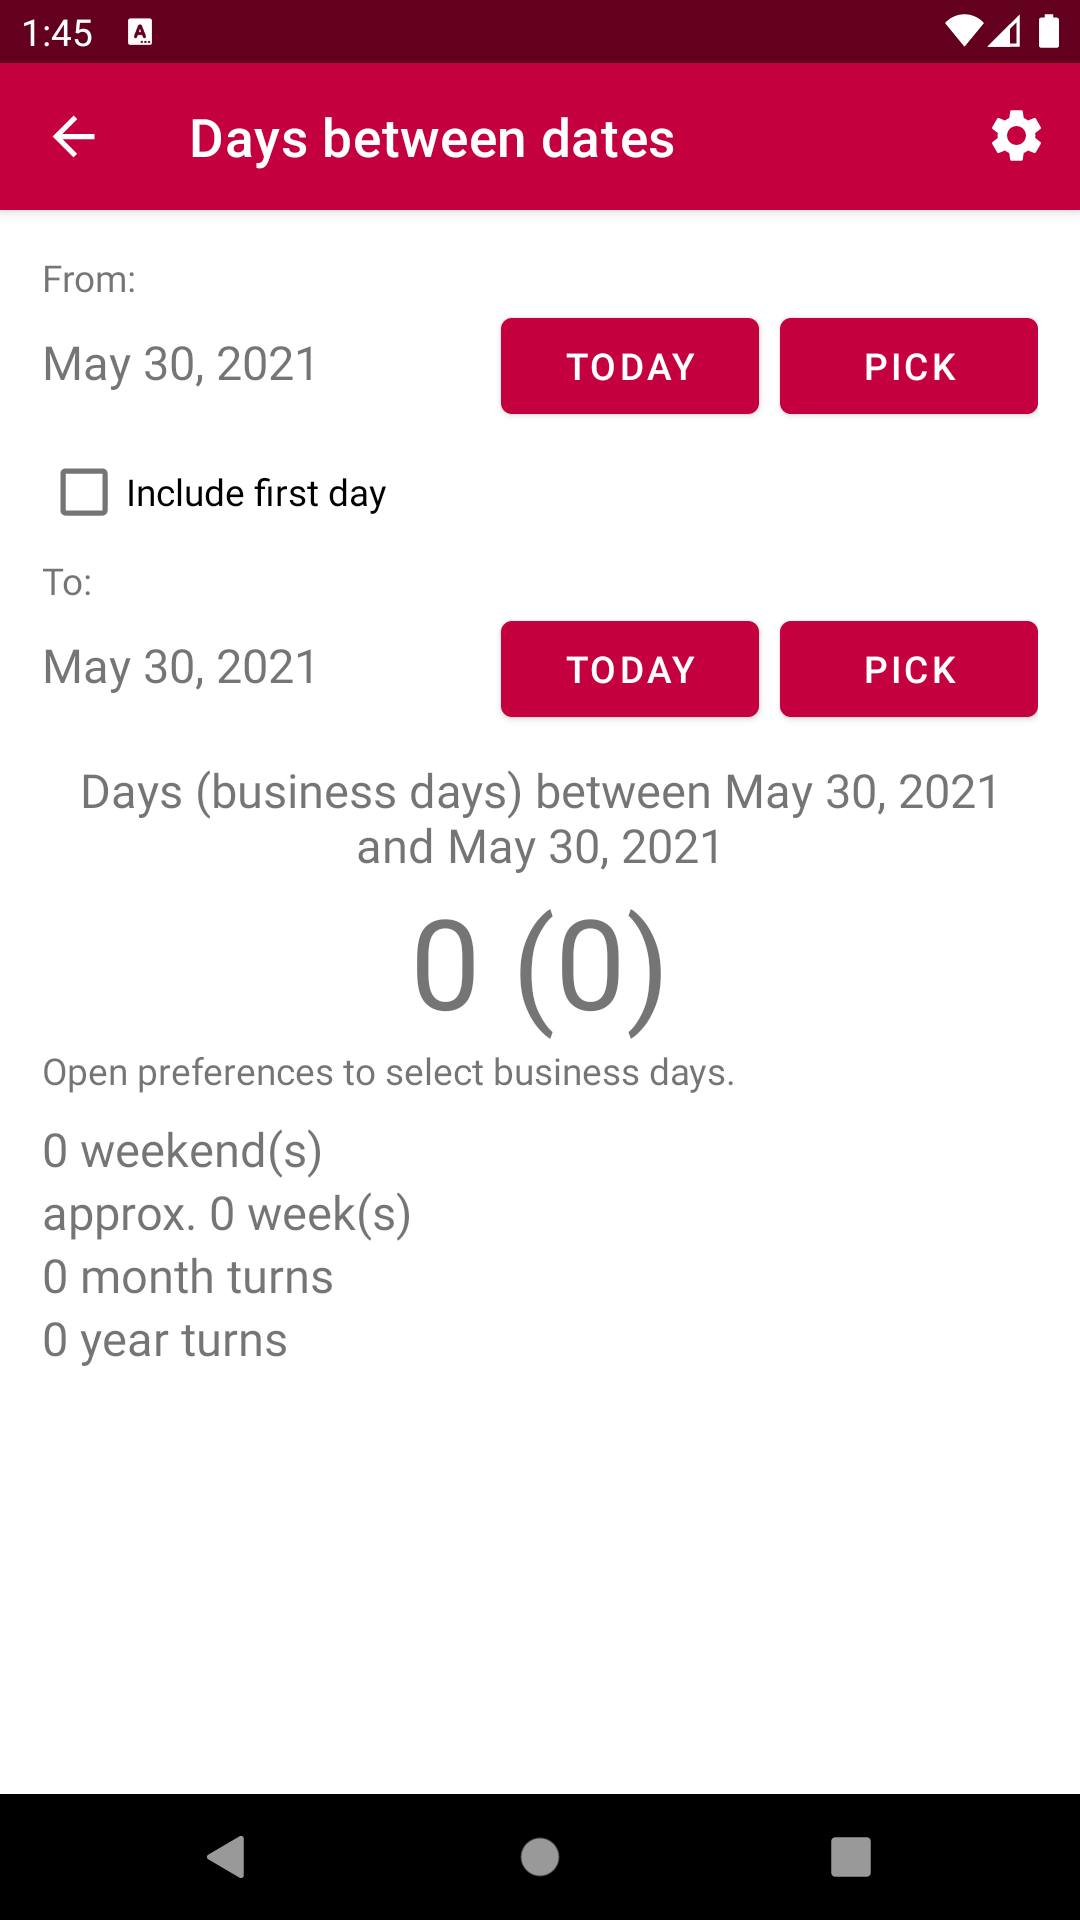 1:45
Days between dates
From:
May 30, 2021
TODAY
PICK
Include first day
To:
May 30, 2021
TODAY
PICK
Days (business days) between May 30, 2021
and May 30, 2021
0 (0)
Open preferences to select business days.
0 weekend(s)
approx. 0 week(s)
0 month turns
0 year turns